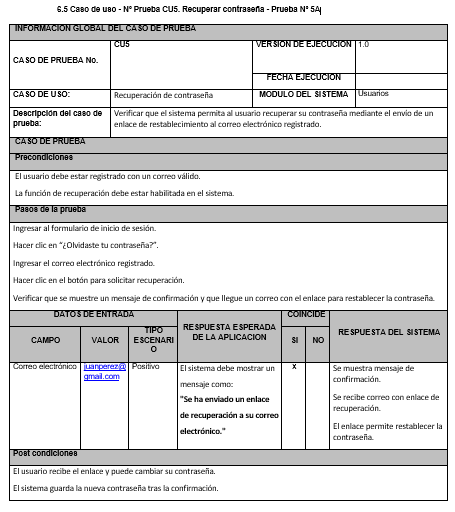 6.5 Caso de uso - Nº Prueba CU5. Recuperar contraseña - Prueba Nº 5A
INFORMACIÓN GLOBAL DEL CASO DE PRUEBA
CASO DE PRUEBA No.
CU5
VERSIÓN DE EJECUCIÓN
1.0
FECHA EJECUCIÓN
CASO DE USO:
Recuperación de contraseña
MODULO DEL SISTEMA
Usuarios
Descripción del caso de
prueba:
Verificar que el sistema permita al usuario recuperar su contraseña mediante el envío de un
enlace de restablecimiento al correo electrónico registrado.
CASO DE PRUEBA
Precondiciones
El usuario debe estar registrado con un correo válido.
La función de recuperación debe estar habilitada en el sistema.
Pasos de la prueba
Ingresar al formulario de inicio de sesión.
Hacer clic en "¿Olvidaste tu contraseña?".
Ingresar el correo electrónico registrado.
Hacer clic en el botón para solicitar recuperación.
Verificar que se muestre un mensaje de confirmación y que llegue un correo con el enlace para restablecer la contraseña.
DATOS DE ENTRADA
RESPUESTA ESPERADA
DE LA APLICACION
COINCIDE
RESPUESTA DEL SISTEMA
CAMPO
VALOR
TIPO
ESCENARI
O
SI
NO
Correo electrónico
juanperez@
gmail.com
Positivo
El sistema debe mostrar un
mensaje como:
"Se ha enviado un enlace
de recuperación a su correo
electrónico."
x
Se muestra mensaje de
confirmación.
Se recibe correo con enlace de
recuperación.
El enlace permite restablecer la
contraseña.
Post condiciones
El usuario recibe el enlace y puede cambiar su contraseña.
El sistema guarda la nueva contraseña tras la confirmación.